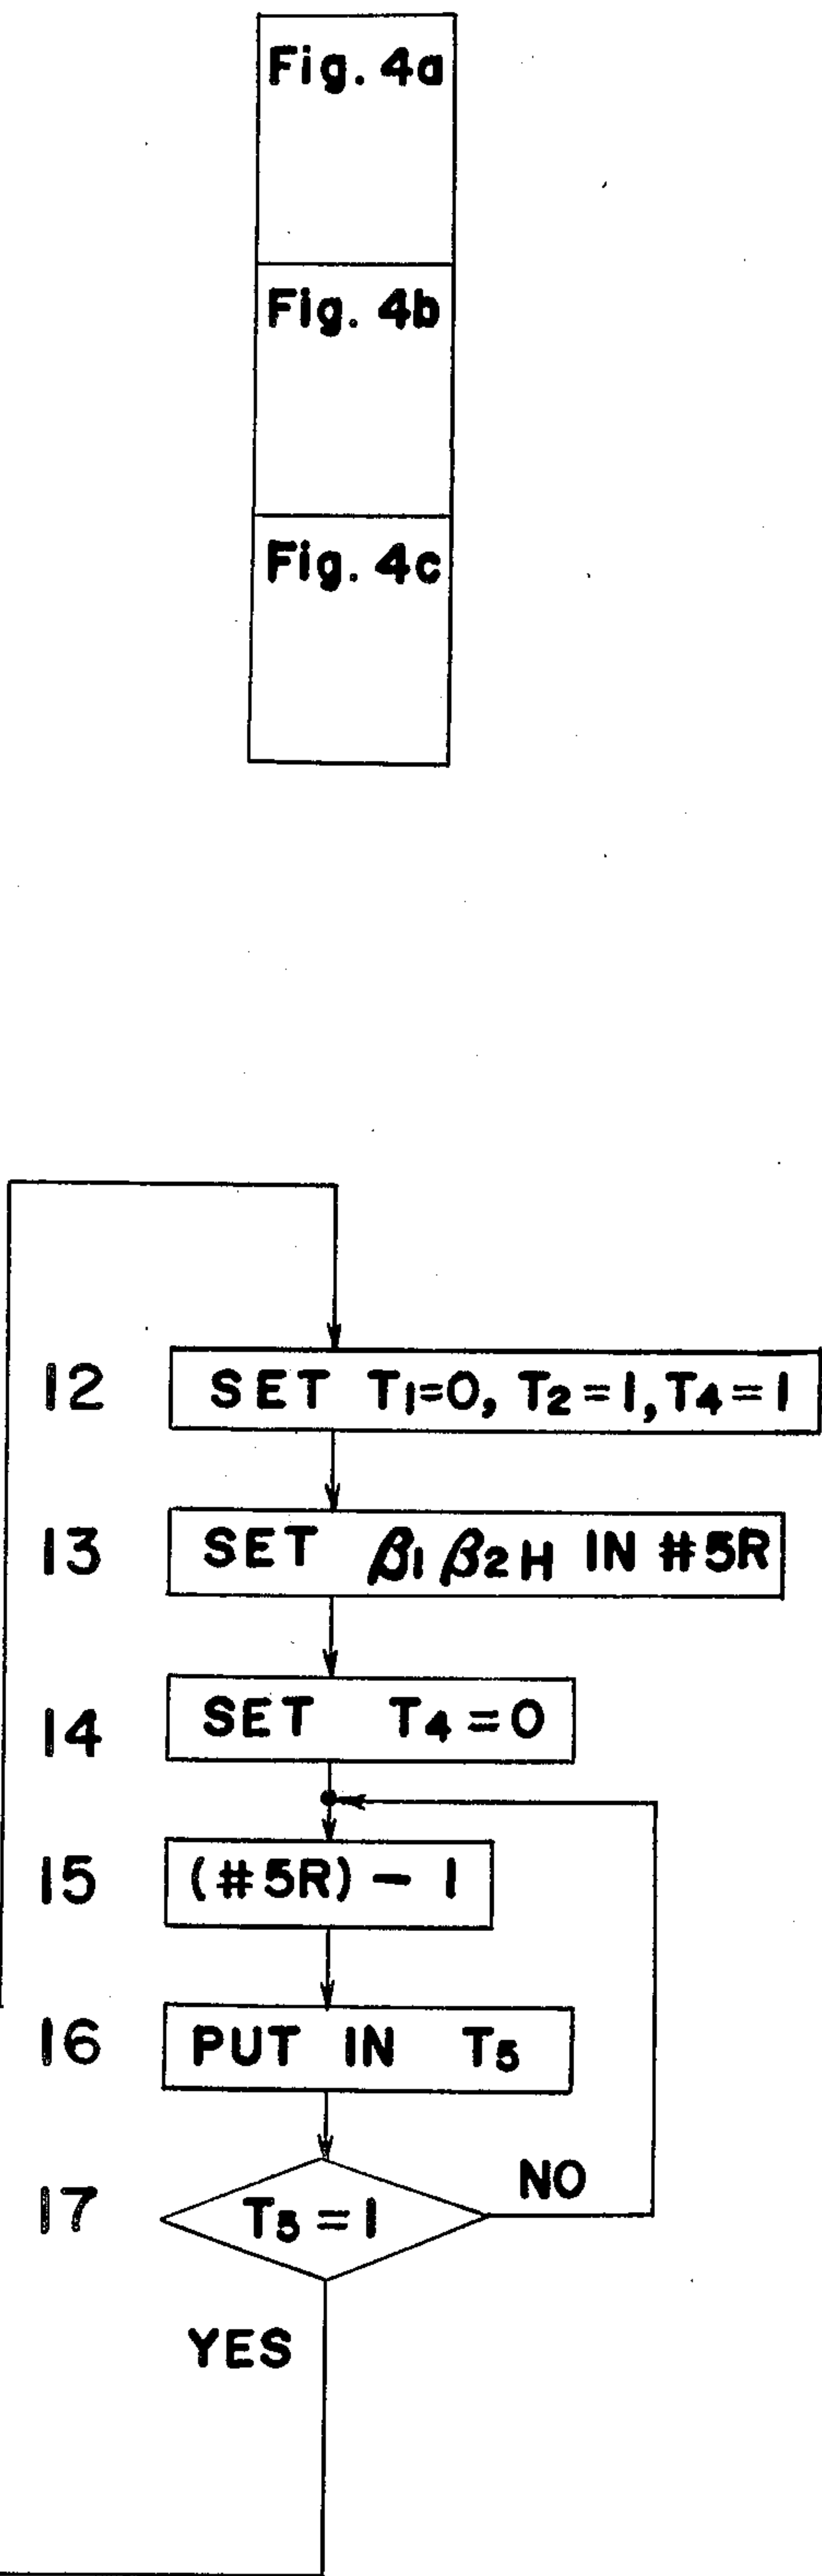 Fig. 4a
Fig. 4b
Fig. 4c
12 SET T₁=0, T₂=1, T₄=1
13 SET β₁ β₂H IN #5R
14 SET T₄=0
15 (#5R) - 1
16 PUT IN T₅
17 T₅=1 NO
YES